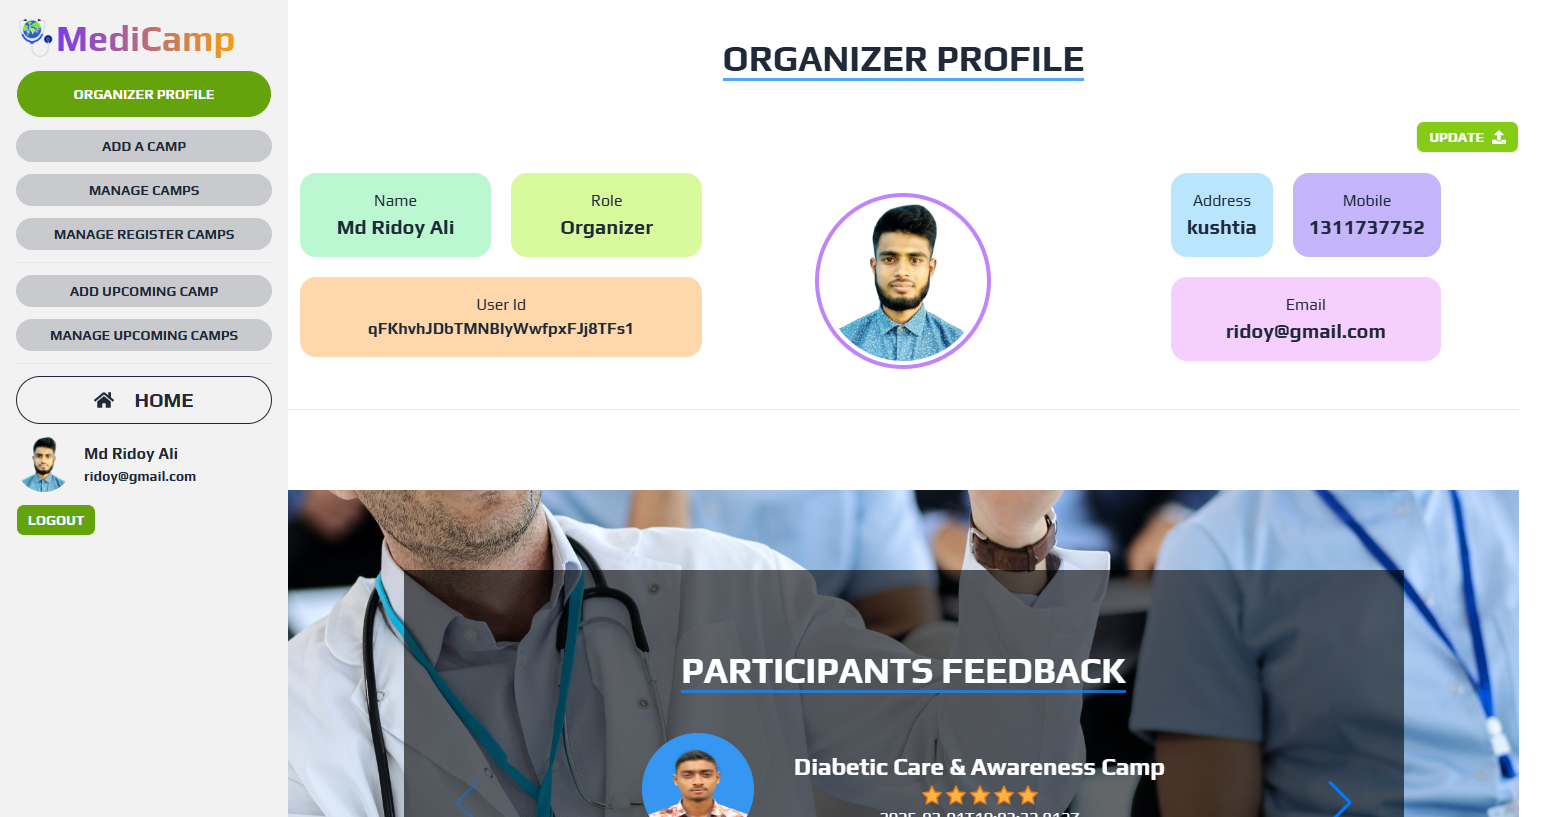 MediCamp
ORGANIZER PROFILE
ADD A CAMP
MANAGE CAMPS
MANAGE REGISTER CAMPS
ADD UPCOMING CAMP
MANAGE UPCOMING CAMPS
HOME
Md Ridoy Ali
ridoy@gmail.com
LOGOUT
ORGANIZER PROFILE
UPDATE
Name
Md Ridoy Ali
Role
Organizer
User Id
qFKhvhJDbTMNBlyWwfpxFJj8TFs1
Address
kushtia
Mobile
1311737752
Email
ridoy@gmail.com
PARTICIPANTS FEEDBACK
Diabetic Care & Awareness Camp